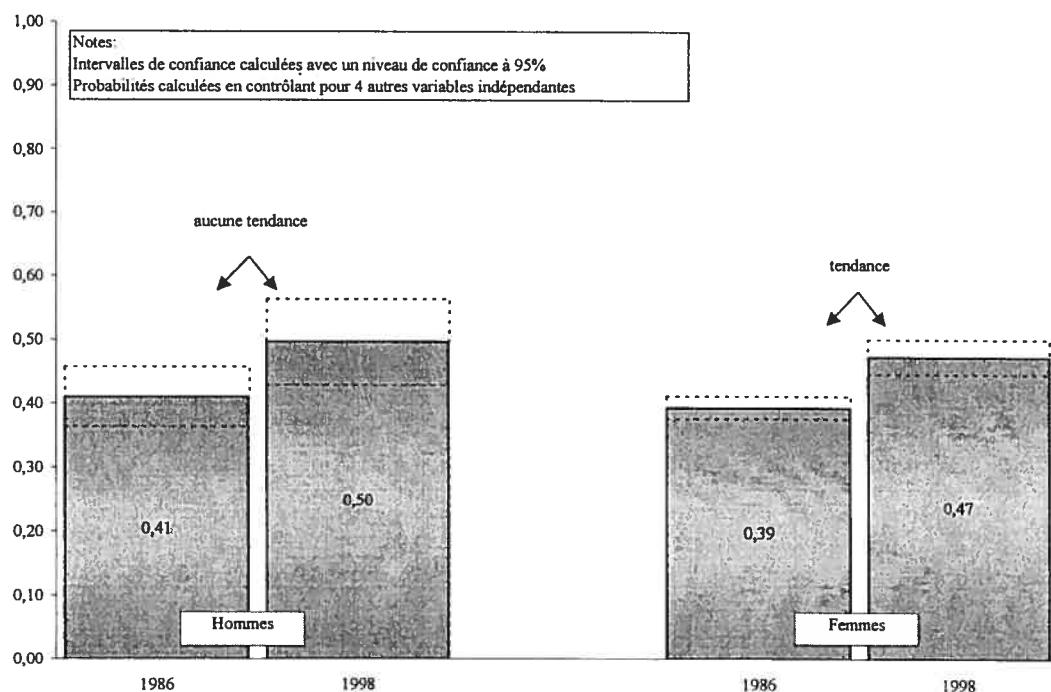 1,00
Notes:
Intervalles de confiance calculées avec un niveau de confiance à 95%
Probabilités calculées en contrôlant pour 4 autres variables indépendantes
0,90
0,80
0,70
aucune tendance
0,60
tendance
0,50
0,40
0,30
0,20
0,10
0,00
0,41
0,50
0,39
0,47
Hommes
Femmes
1986
1998
1986
1998